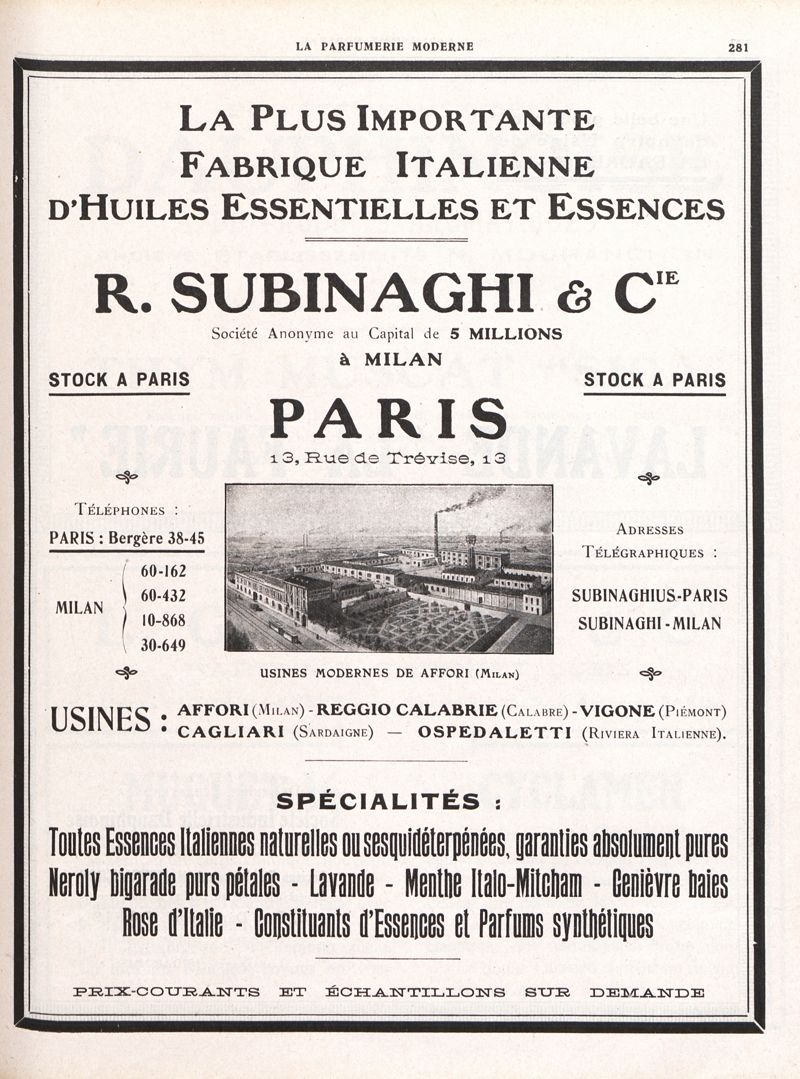 LA PARFUMERIE MODERNE 281
LA PLUS IMPORTANTE
FABRIQUE ITALIENNE
D'HUILES ESSENTIELLES ET ESSENCES
R. SUBINAGHI & CIE
Société Anonyme au Capital de 5 MILLIONS
à MILAN
STOCK A PARIS
STOCK A PARIS
PARIS
13, Rue de Trévise, 13
TÉLÉPHONES :
PARIS : Bergère 38-45
MILAN
60-162
60-432
10-868
30-649
ADRESSES
TÉLÉGRAPHIQUES :
SUBINAGHIUS-PARIS
SUBINAGHI-MILAN
USINES MODERNES DE AFFORI (MILAN)
USINES : AFFORI (MILAN) - REGGIO CALABRIE (CALABRE) - VIGONE (PIÉMONT)
CAGLIARI (SARDAIGNE) — OSPEDALETTI (RIVIERA ITALIENNE).
SPÉCIALITÉS :
Toutes Essences Italiennes naturelles ou sesquidéterpénées, garanties absolument pures
Neroly bigarade purs pétales - Lavande - Menthe Italo-Mitcham - Genièvre baies
Rose d'Italie - Constituants d'Essences et Parfums synthétiques
PRIX-COURANTS ET ÉCHANTILLONS SUR DEMANDE